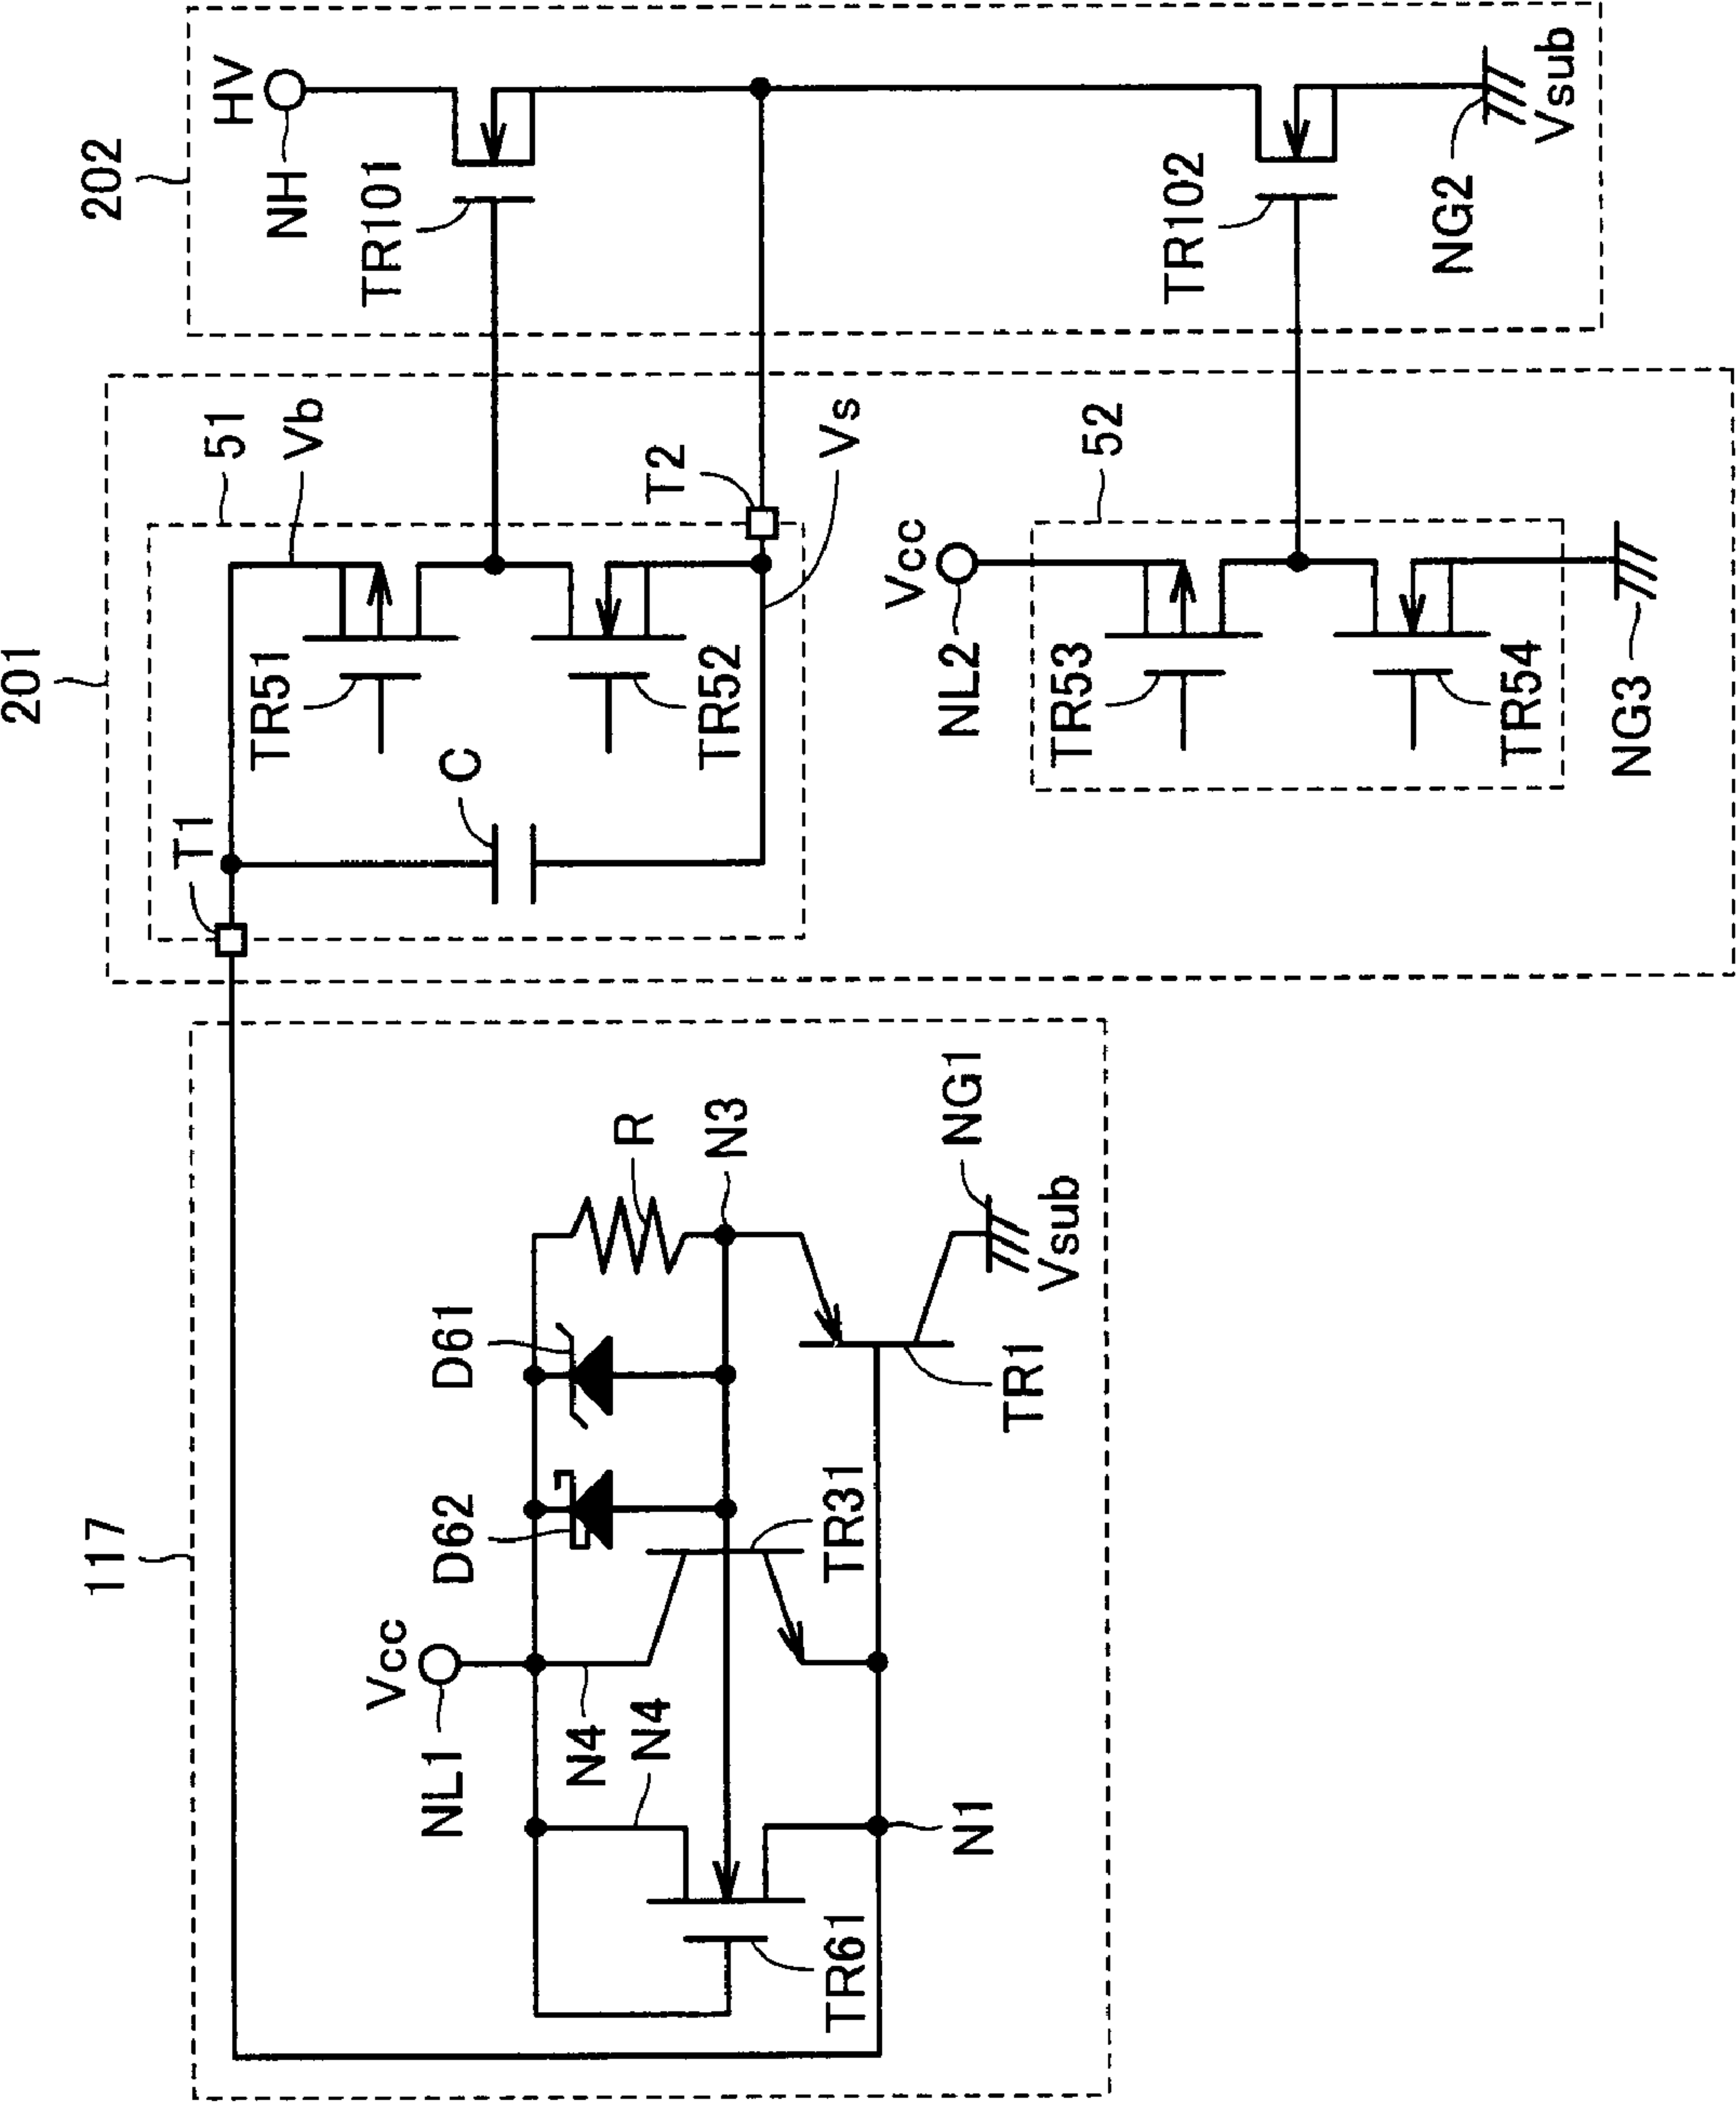 201
202
117
51
Vb
HV
NH
TR101
T1
TR51
C
TR52
T2
Vs
Vcc
NL2
52
TR53
TR54
NG3
TR102
NG2
Vsub
Vcc
NL1
N4
N4
D62
D61
R
N3
TR61
N1
TR31
TR1
NG1
Vsub